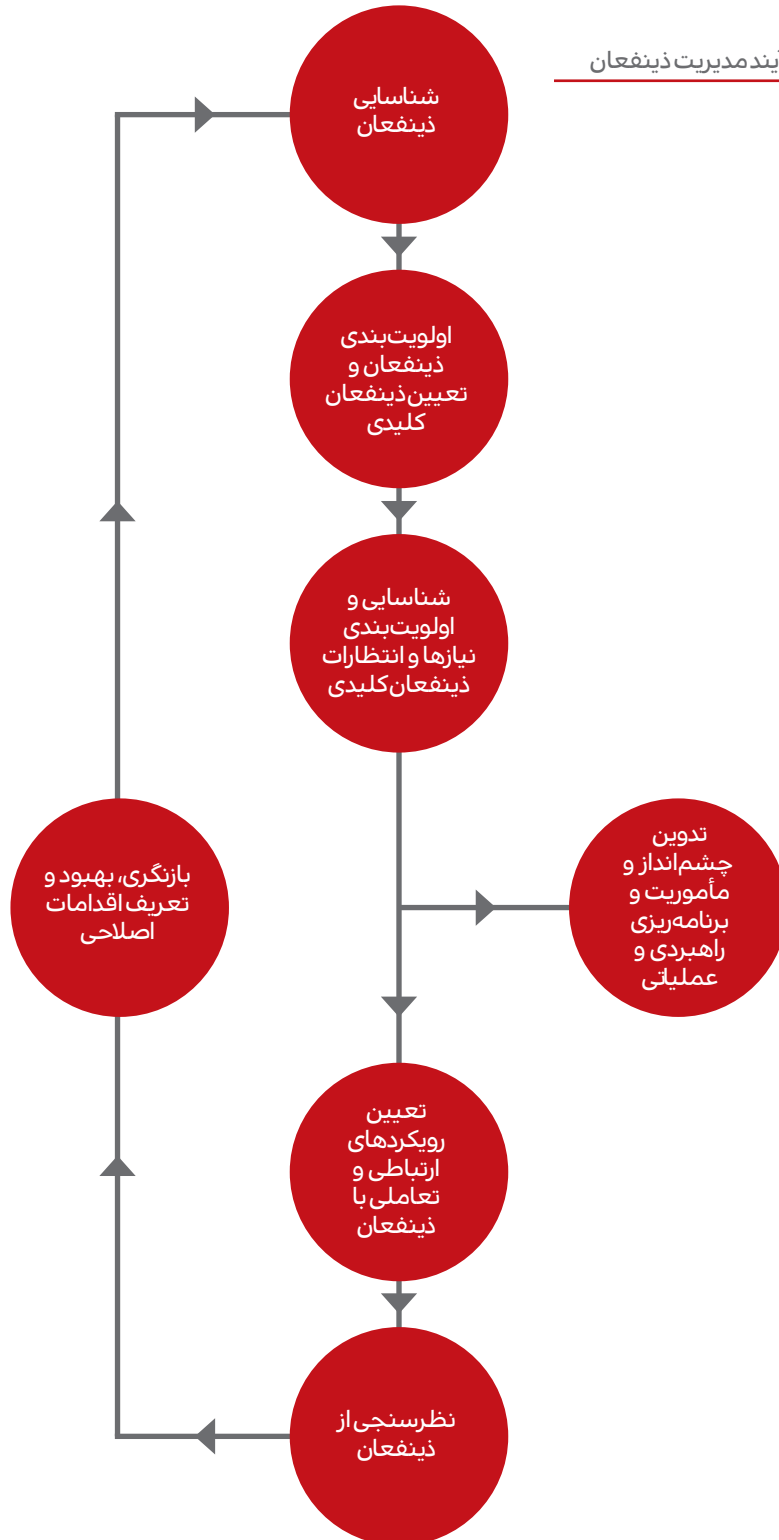 یند مدیریت ذینفعان
شناسایی
ذینفعان
اولویت‌بندی
ذینفعان و
تعیین ذینفعان
کلیدی
شناسایی و
اولویت‌بندی
نیازها و انتظارات
ذینفعان کلیدی
تدوین
چشم‌انداز و
مأموریت و
برنامه‌ریزی
راهبردی و
عملیاتی
بازنگری، بهبود و
تعریف اقدامات
اصلاحی
تعیین
رویکردهای
ارتباطی و
تعاملی با
ذینفعان
نظرسنجی از
ذینفعان